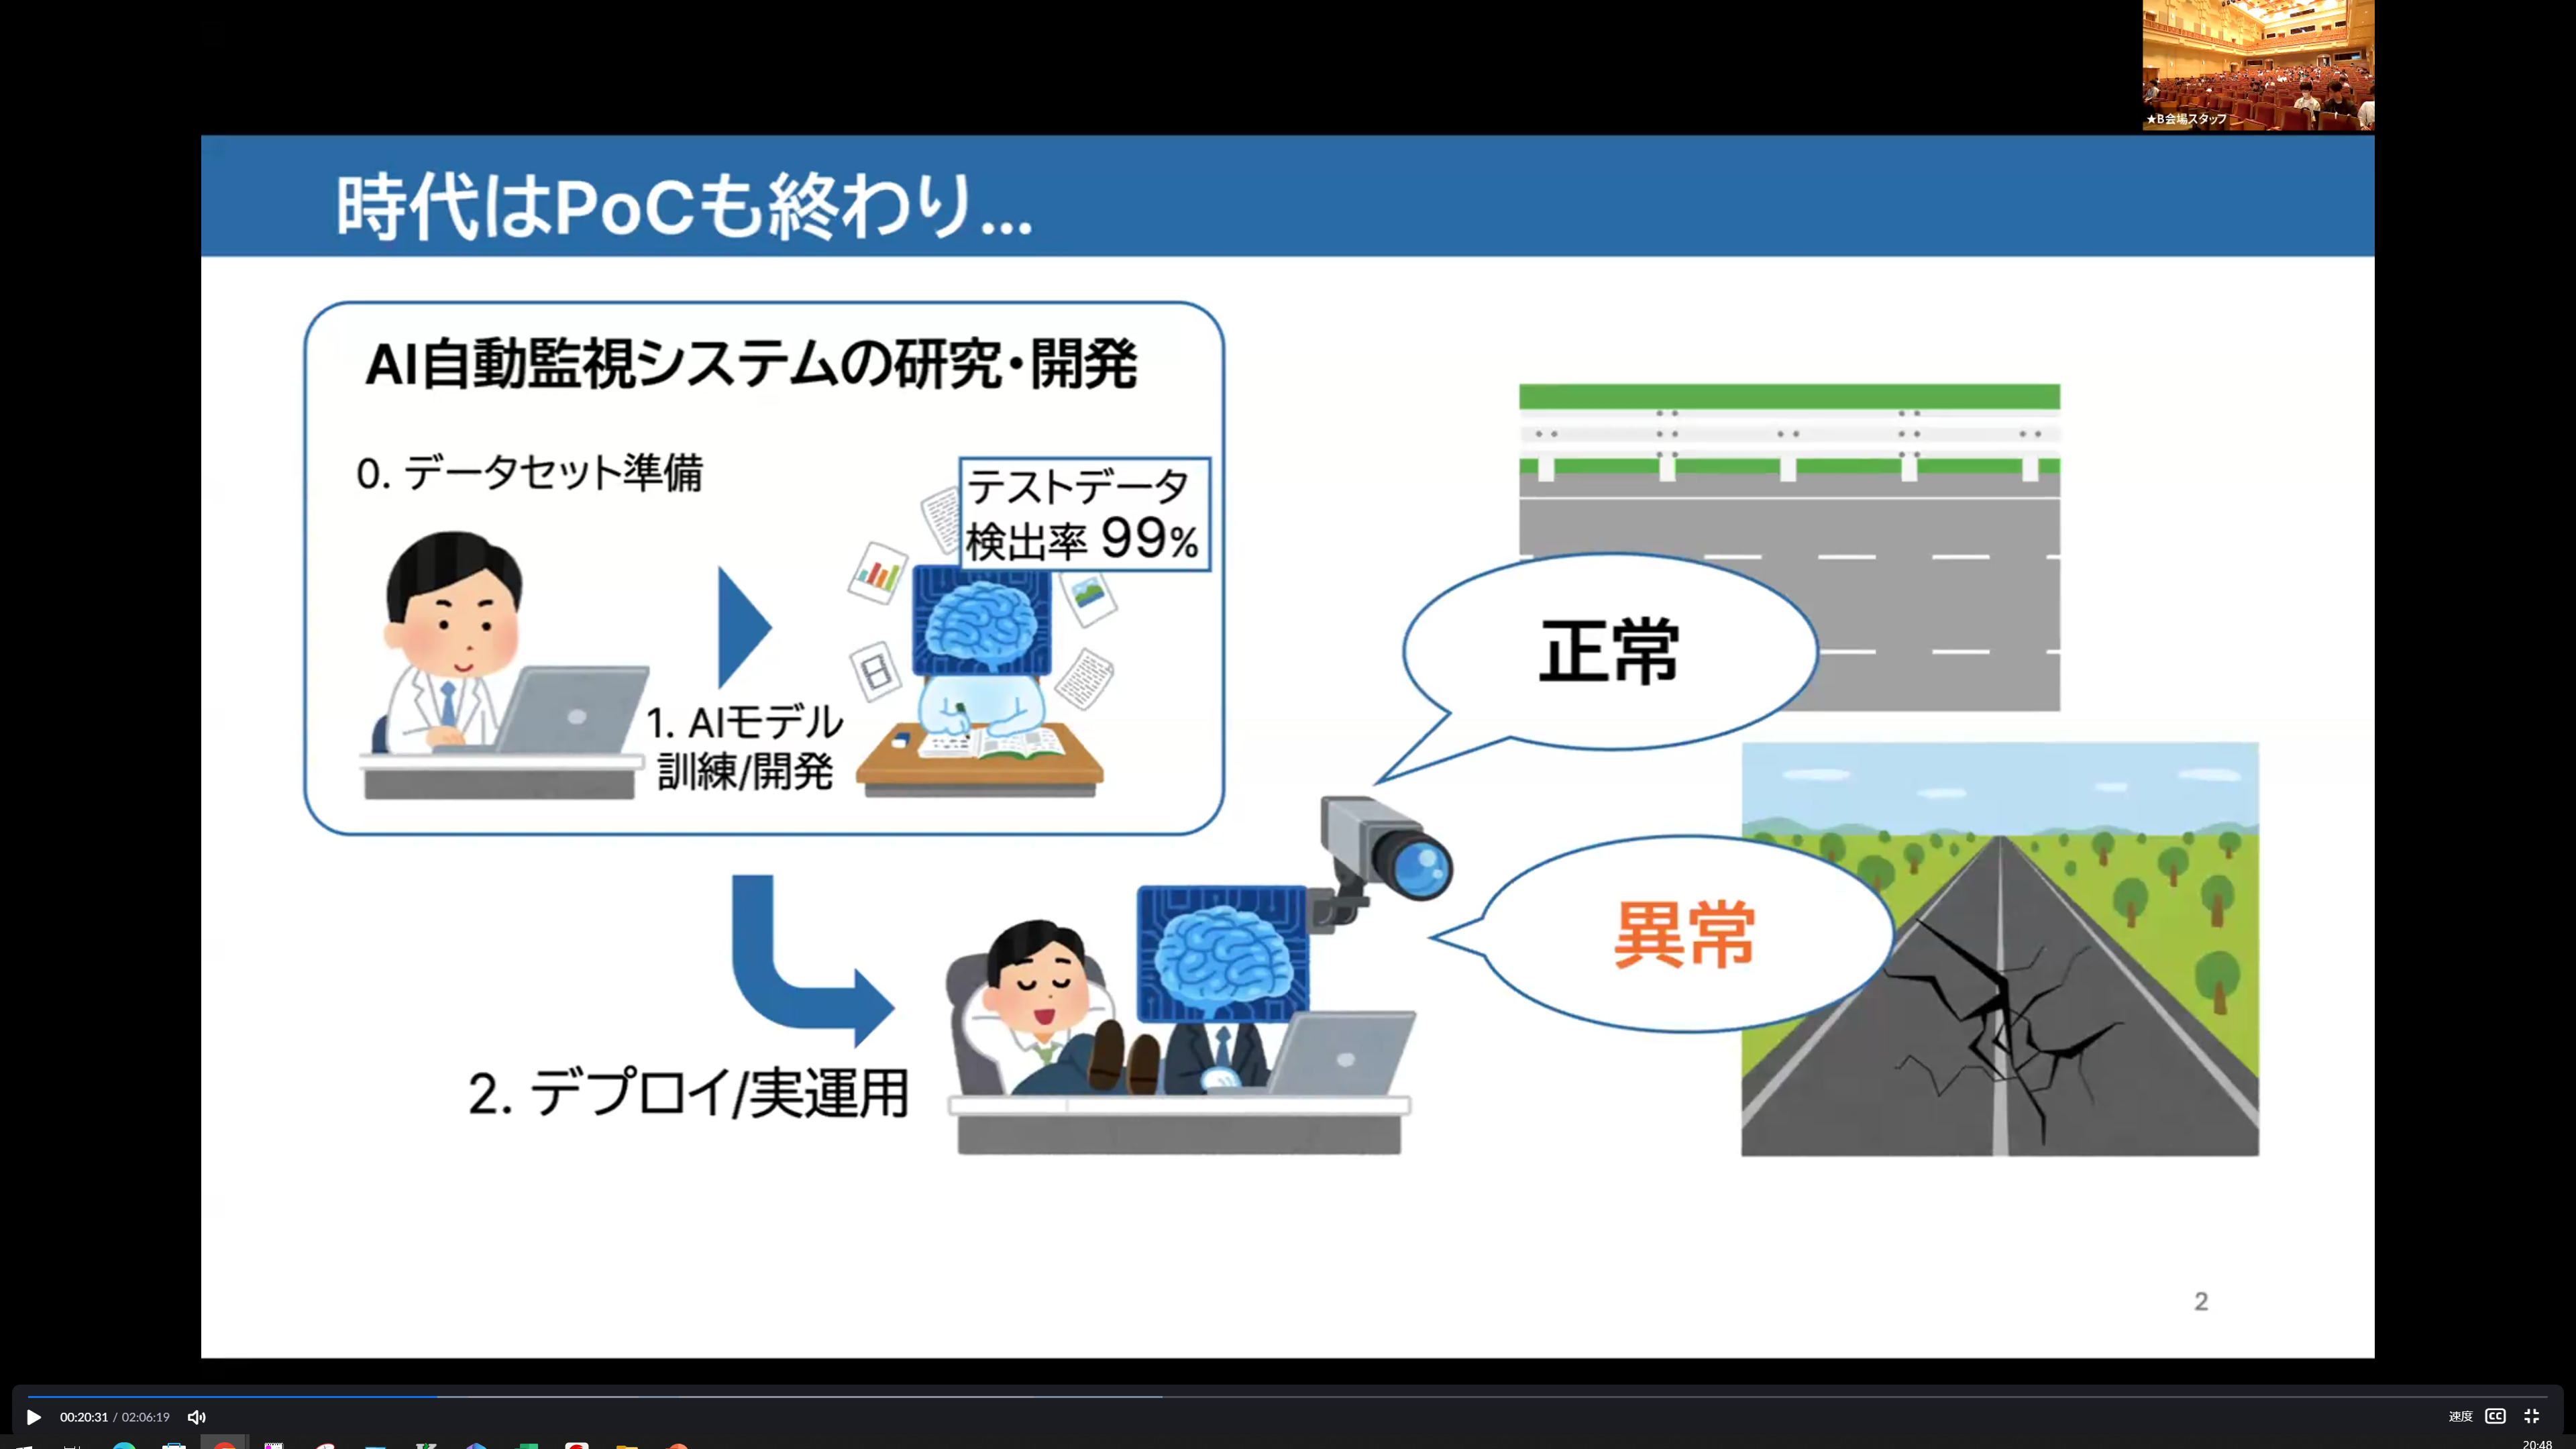 ★B会場スタッフ
時代はPoCも終わり...
AI自動監視システムの研究・開発
0. データセット準備
テストデータ
検出率 99%
1. AIモデル
訓練/開発
正常
異常
2. デプロイ/実運用
2
00:20:31 / 02:06:19
速度
CC
20:48